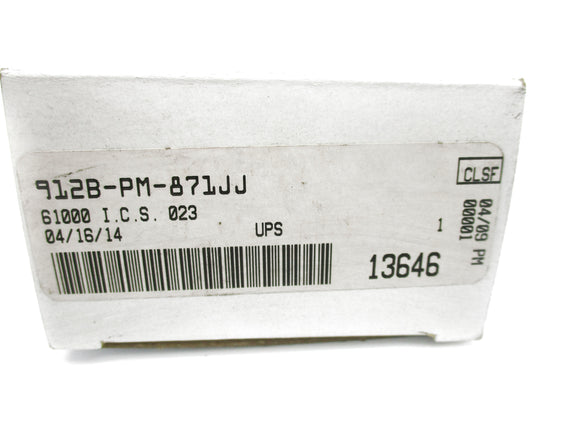 912B-PM-871JJ
CLSF
61000 I.C.S. 023
04/16/14
UPS
1
13646
04/09 PM
00001